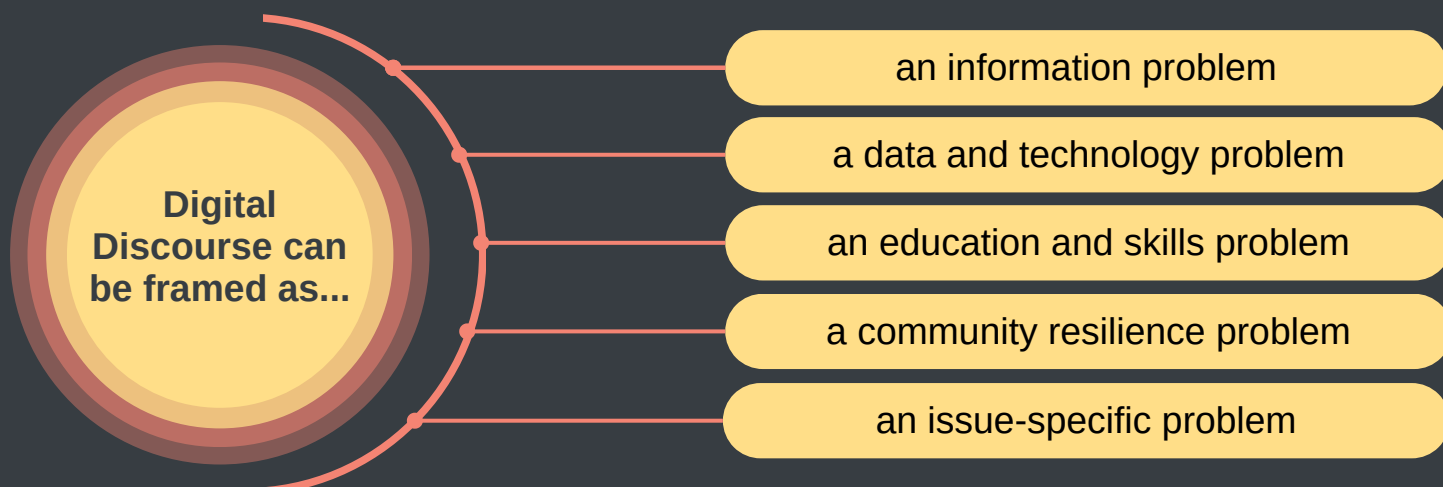 Digital
Discourse can
be framed as...
an information problem
a data and technology problem
an education and skills problem
a community resilience problem
an issue-specific problem